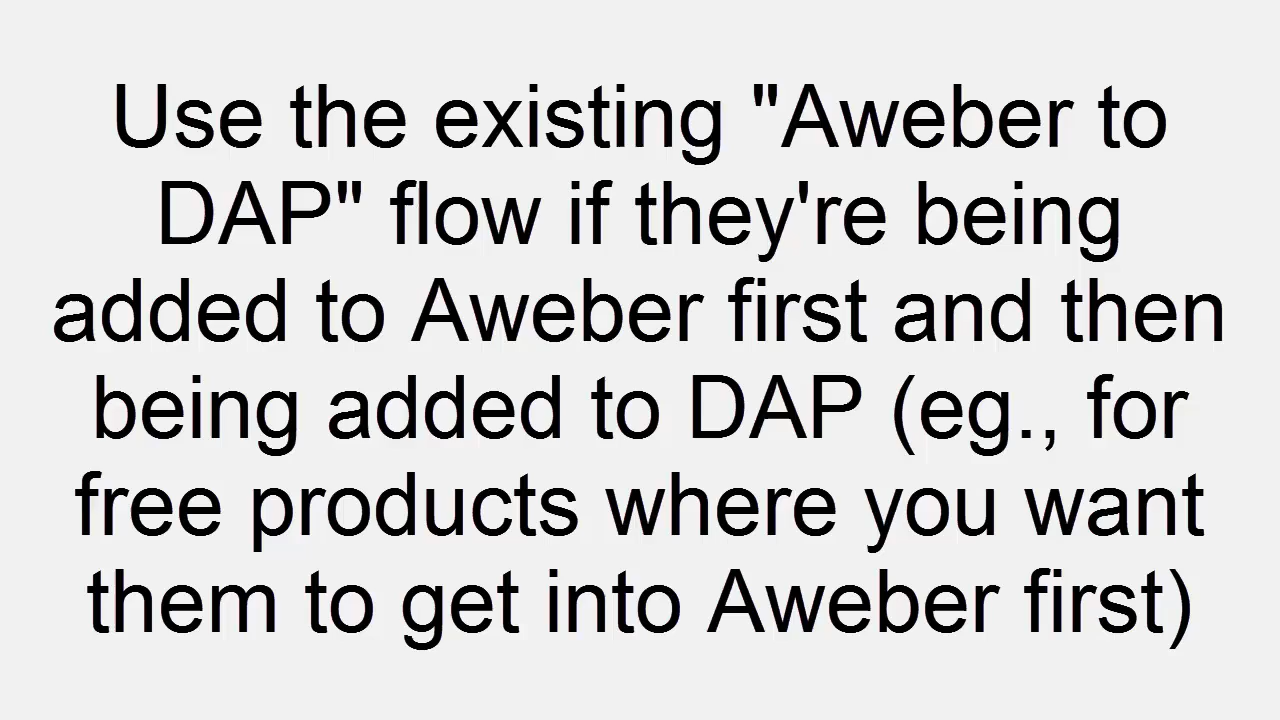 Use the existing "Aweber to
DAP" flow if they're being
added to Aweber first and then
being added to DAP (eg., for
free products where you want
them to get into Aweber first)